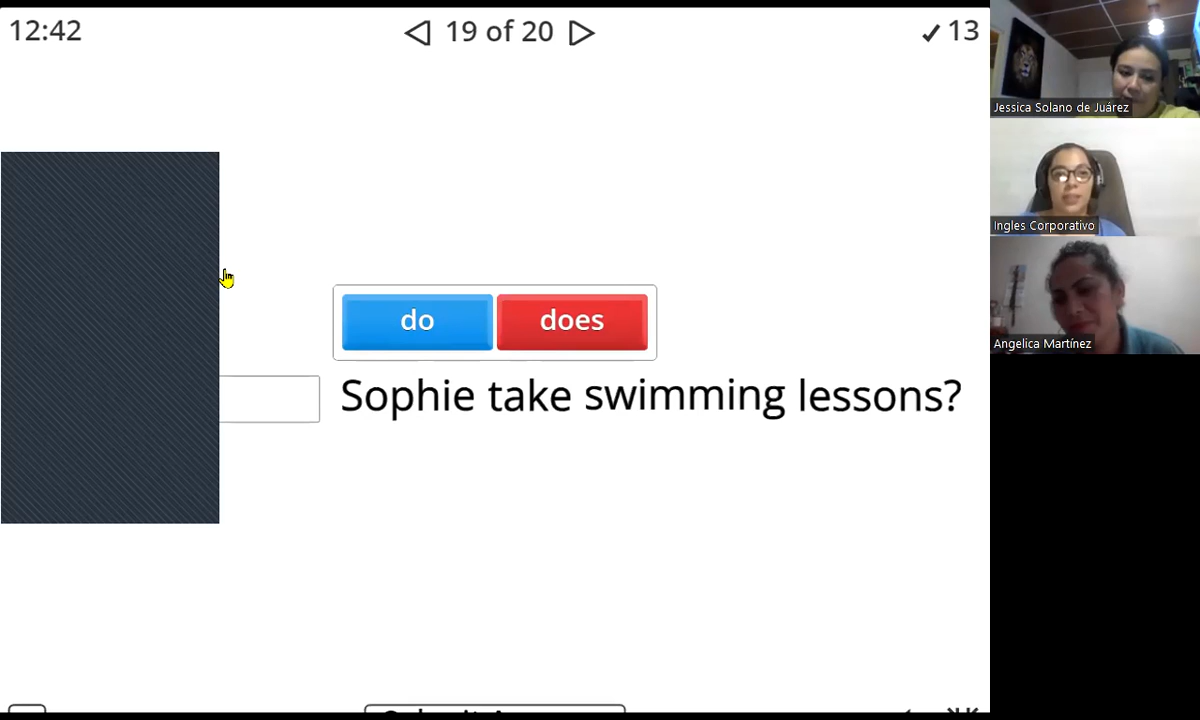 12:42
19 of 20
13
do
does
Sophie take swimming lessons?
Jessica Solano de Juárez
Ingles Corporativo
Angelica Martínez